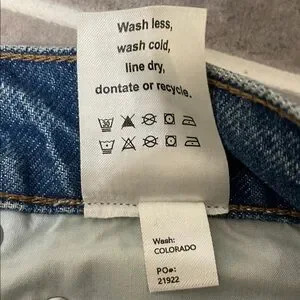 Wash less,
wash cold,
line dry,
dontate or recycle.
Wash:
COLORADO
PO#:
21922